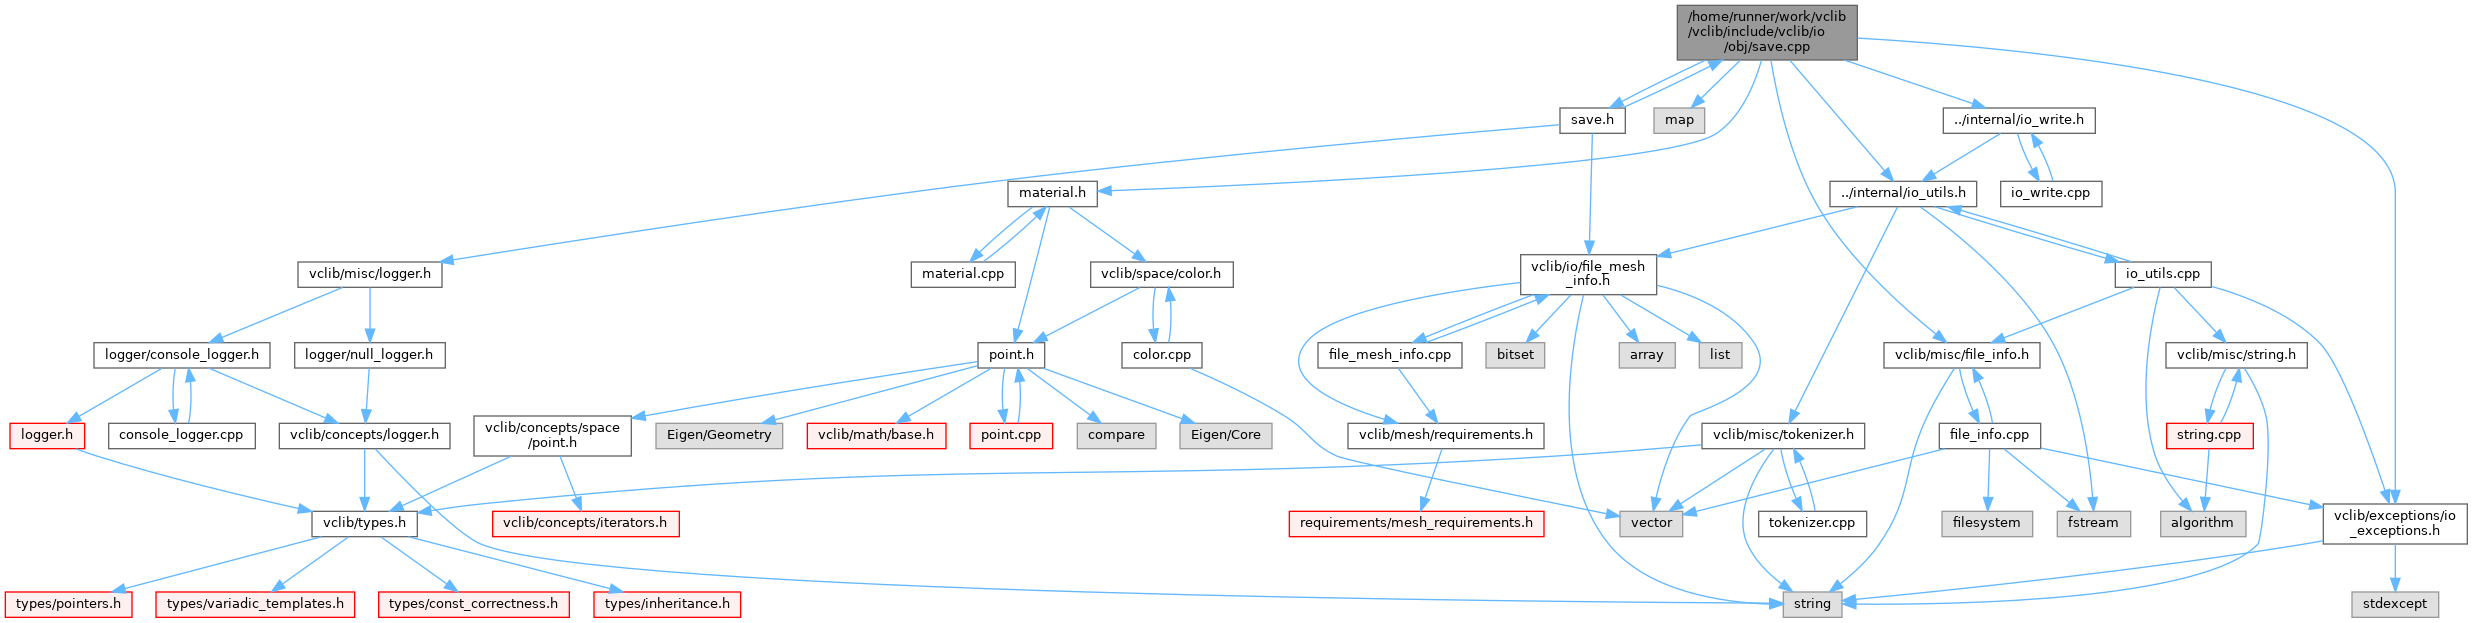 /home/runner/work/vclib
/vclib/include/vclib/io
/obj/save.cpp
save.h
map
../internal/io_write.h
material.h
../internal/io_utils.h
io_write.cpp
vclib/misc/logger.h
material.cpp
vclib/space/color.h
vclib/io/file_mesh
_info.h
io_utils.cpp
logger/console_logger.h
logger/null_logger.h
point.h
color.cpp
file_mesh_info.cpp
bitset
array
list
vclib/misc/file_info.h
vclib/misc/string.h
logger.h
console_logger.cpp
vclib/concepts/logger.h
vclib/concepts/space
/point.h
Eigen/Geometry
vclib/math/base.h
point.cpp
compare
Eigen/Core
vclib/mesh/requirements.h
vclib/misc/tokenizer.h
file_info.cpp
string.cpp
vclib/types.h
vclib/concepts/iterators.h
requirements/mesh_requirements.h
vector
tokenizer.cpp
filesystem
fstream
algorithm
vclib/exceptions/io
_exceptions.h
types/pointers.h
types/variadic_templates.h
types/const_correctness.h
types/inheritance.h
string
stdexcept